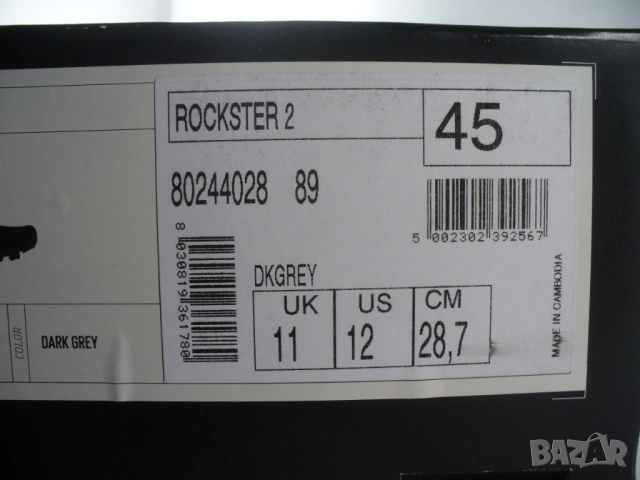 ROCKSTER 2
45
80244028 89
8 030819 361780
5 002302 392567
DKGREY
UK US CM
11 12 28,7
MADE IN CAMBODIA
COLOR
DARK GREY
BAZAR